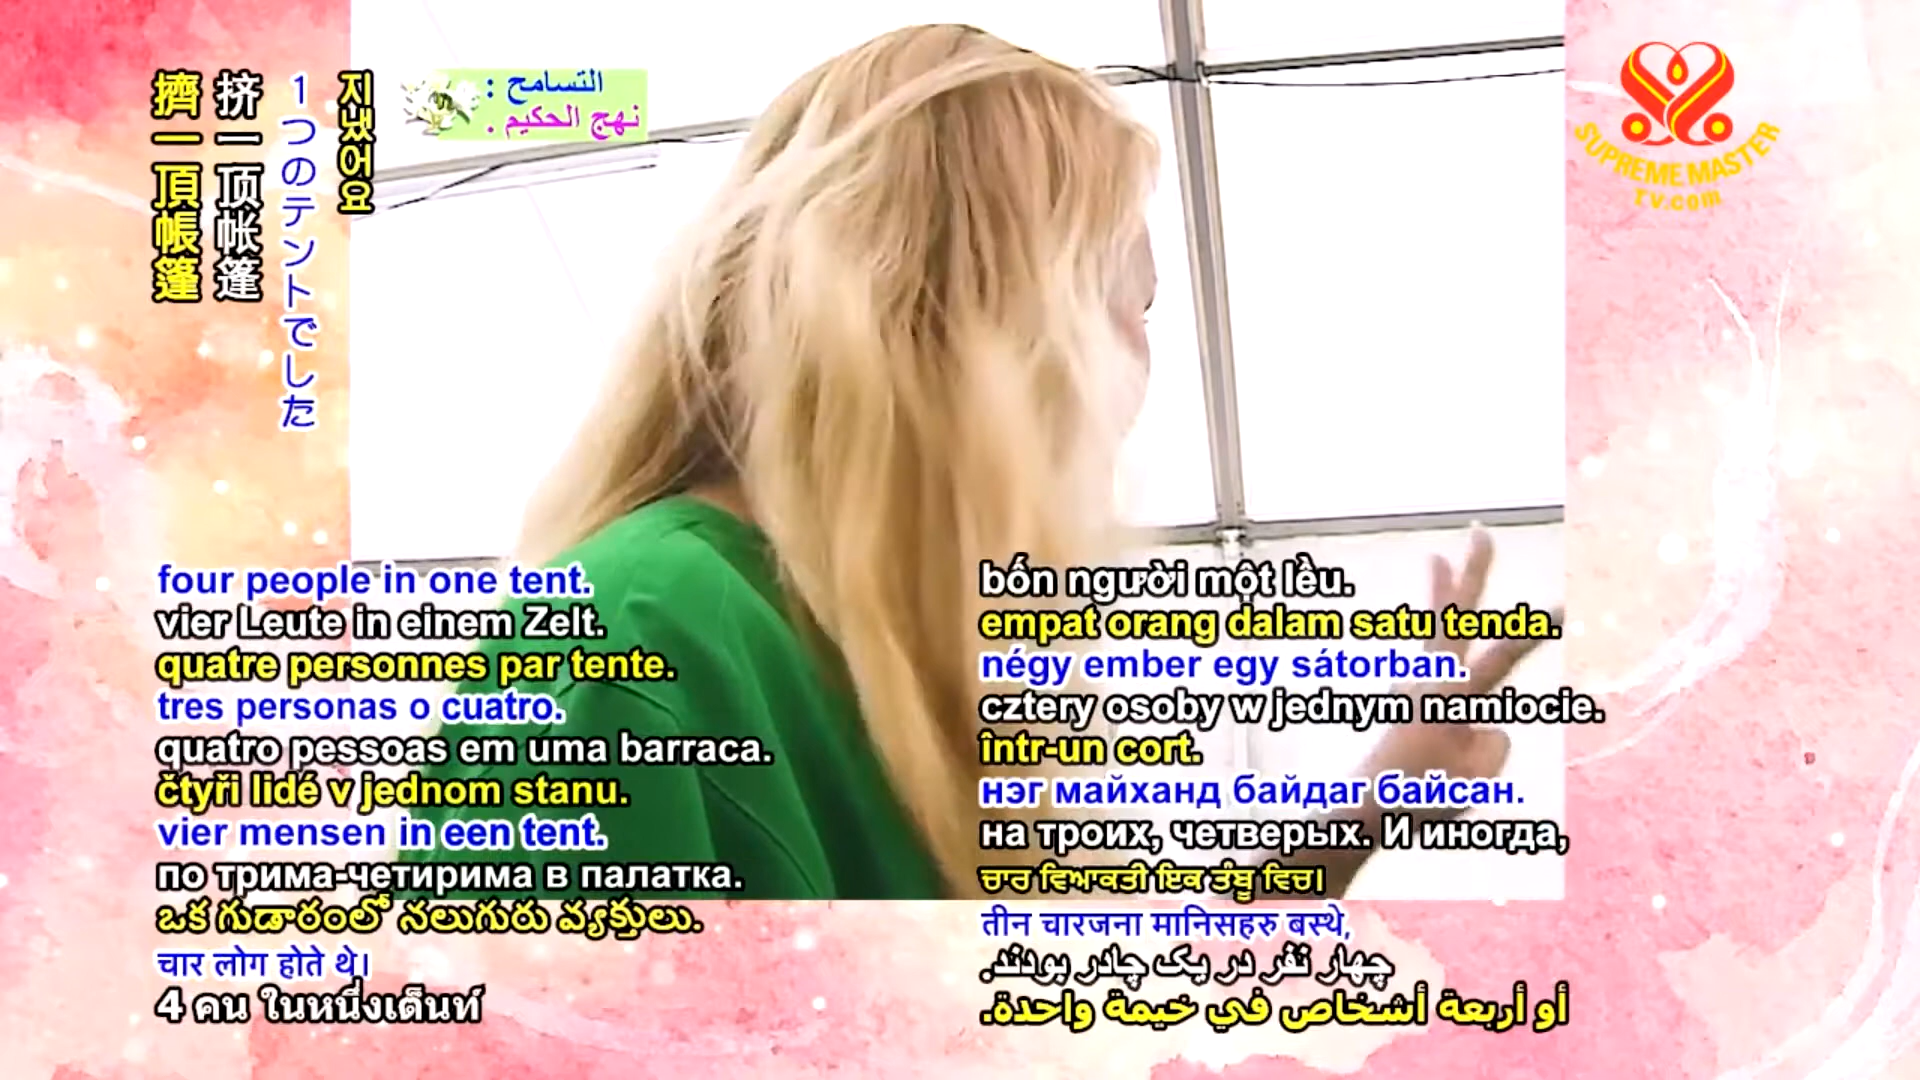 擠一頂帳篷
挤一顶帐篷
1つのテントでした
지냈어요
التسامح :
نهج الحكيم .
SUPREME MASTER
TV.com
four people in one tent.
vier Leute in einem Zelt.
quatre personnes par tente.
tres personas o cuatro.
quatro pessoas em uma barraca.
čtyři lidé v jednom stanu.
vier mensen in een tent.
по трима-четирима в палатка.
ఒక గుడారంలో నలుగురు వ్యక్తులు.
चार लोग होते थे।
4 คน ในหนึ่งเต็นท์
bốn người một lều.
empat orang dalam satu tenda.
négy ember egy sátorban.
cztery osoby w jednym namiocie.
într-un cort.
нэг майханд байдаг байсан.
на троих, четверых. И иногда,
ਚਾਰ ਵਿਆਕਤੀ ਇਕ ਤੰਬੂ ਵਿਚ।
तीन चारजना मानिसहरु बस्थे,
چهار نفر در یک چادر بودند.
أو أربعة أشخاص في خيمة واحدة.